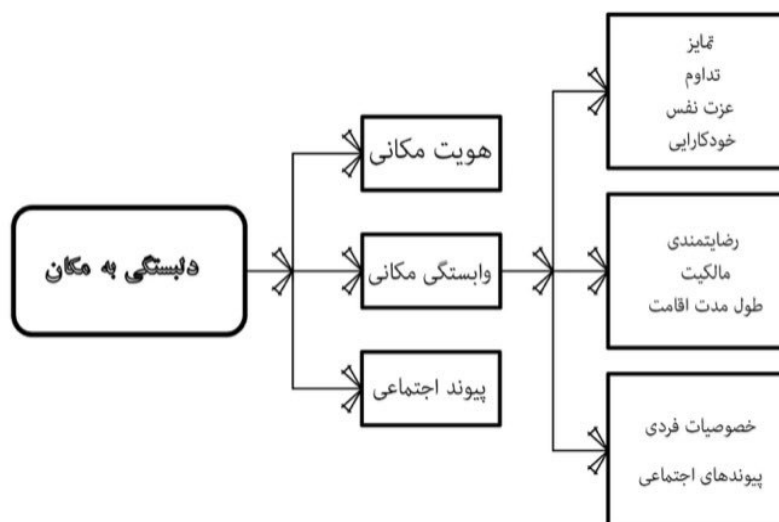 دلبستگی به مکان
هویت مکانی
وابستگی مکانی
پیوند اجتماعی
تمایز
تداوم
عزت نفس
خودکارایی
رضایتمندی
مالکیت
طول مدت اقامت
خصوصیات فردی
پیوندهای اجتماعی